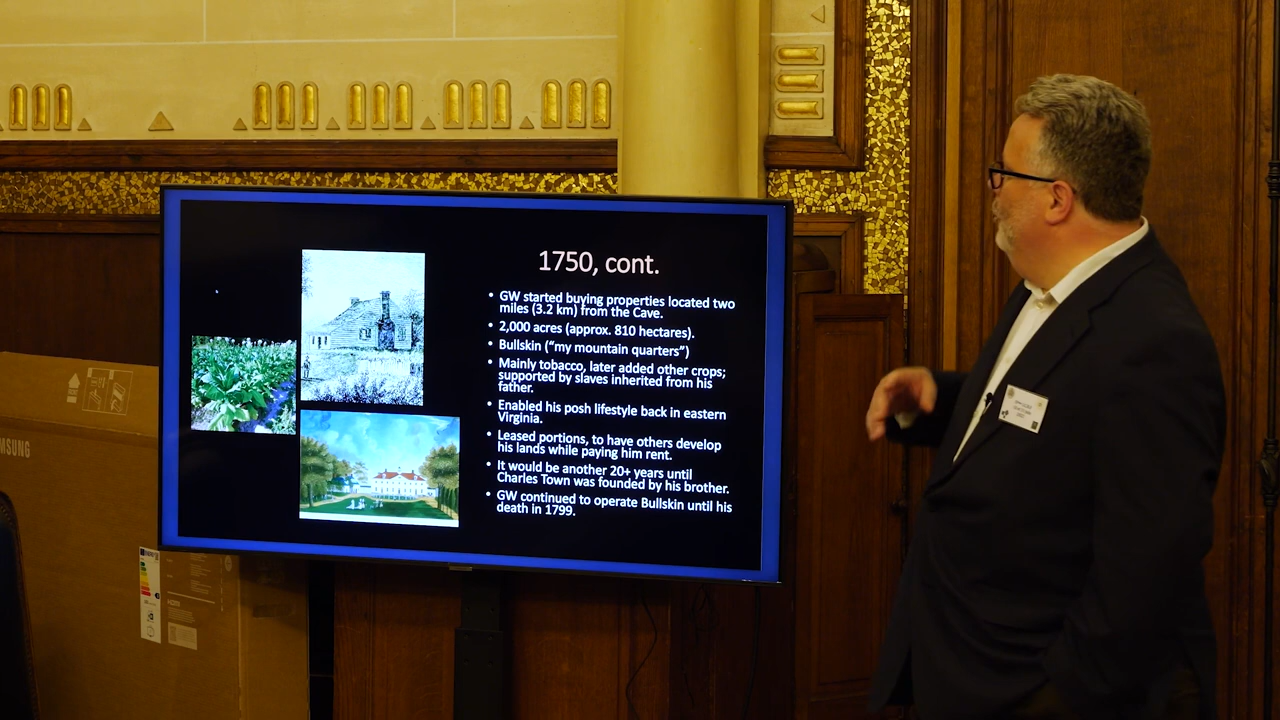 1750, cont.
• GW started buying properties located two
miles (3.2 km) from the Cave.
• 2,000 acres (approx. 810 hectares).
• Bullskin (“my mountain quarters”)
• Mainly tobacco, later added other crops;
supported by slaves inherited from his
father.
• Enabled his posh lifestyle back in eastern
Virginia.
• Leased portions, to have others develop
his lands while paying him rent.
• It would be another 20+ years until
Charles Town was founded by his brother.
• GW continued to operate Bullskin until his
death in 1799.
SAMSUNG